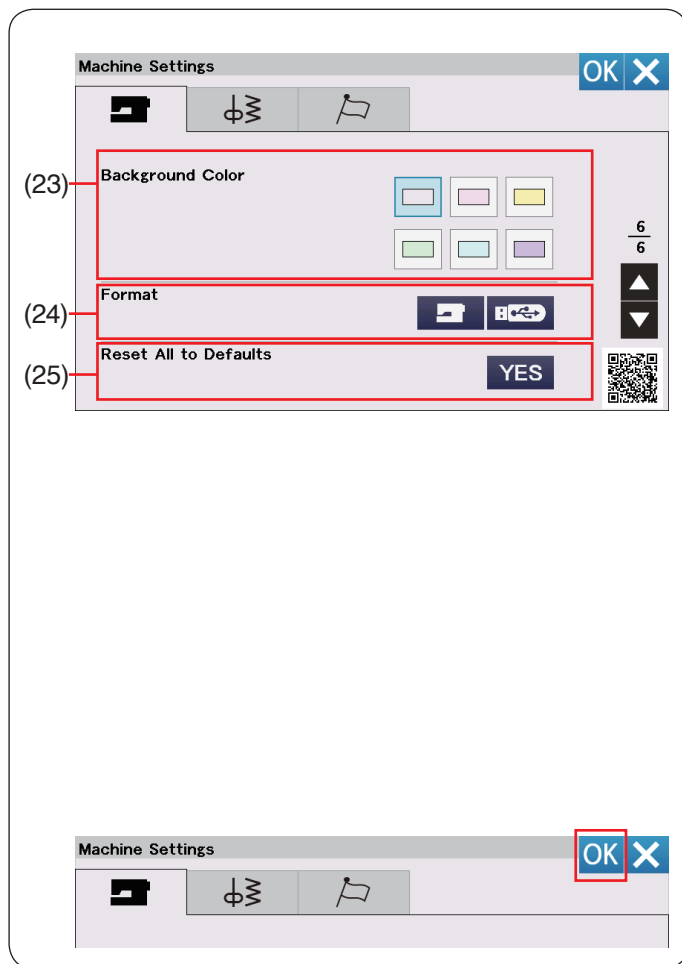 Machine Settings
OK
(23)
Background Color
6
6
(24)
Format
(25)
Reset All to Defaults
YES
Machine Settings
OK